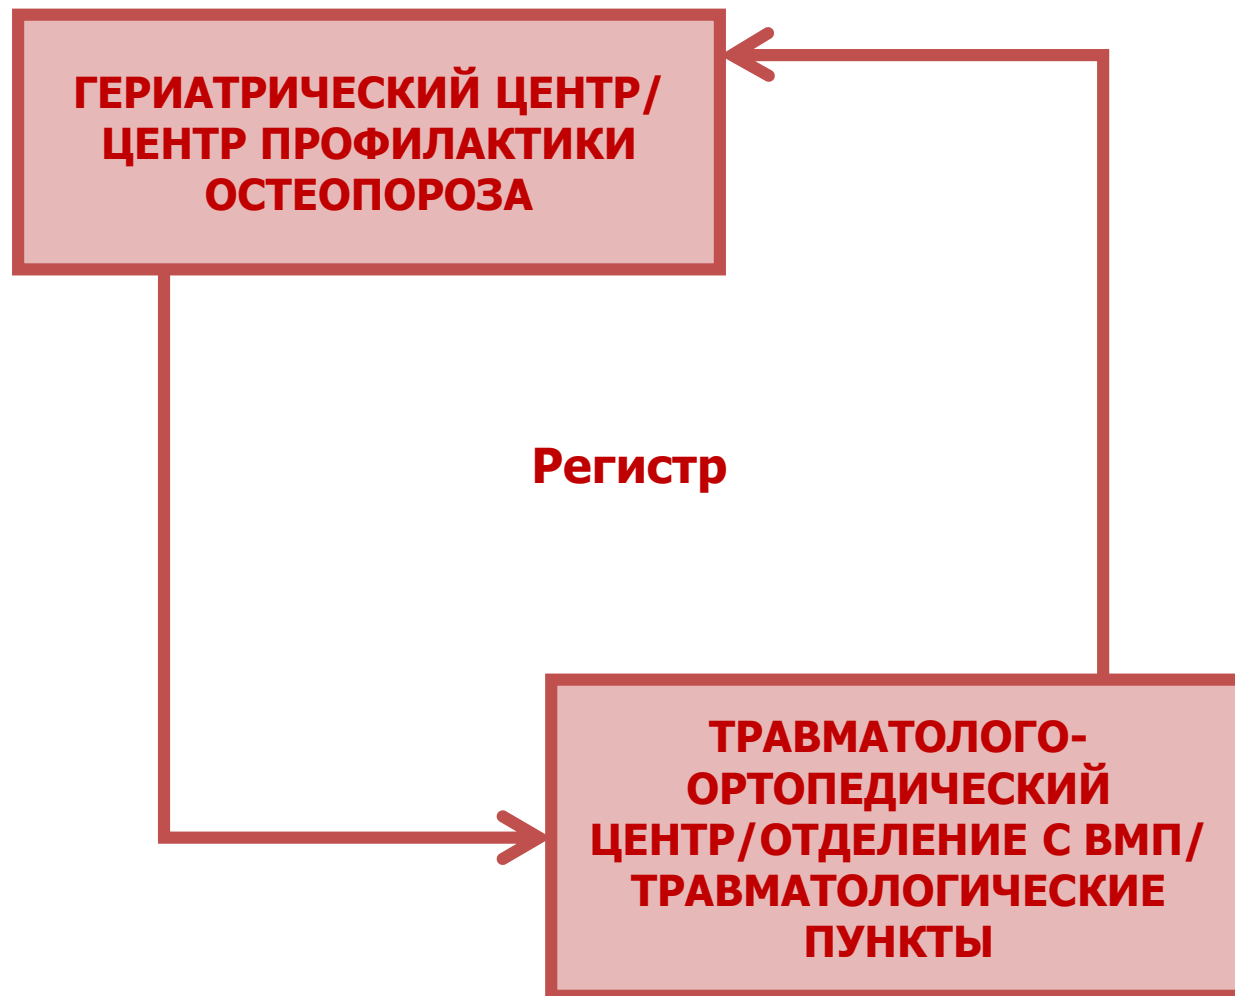 ГЕРИАТРИЧЕСКИЙ ЦЕНТР/
ЦЕНТР ПРОФИЛАКТИКИ
ОСТЕОПОРОЗА
Регистр
ТРАВМАТОЛОГО-
ОРТОПЕДИЧЕСКИЙ
ЦЕНТР/ОТДЕЛЕНИЕ С ВМП/
ТРАВМАТОЛОГИЧЕСКИЕ
ПУНКТЫ